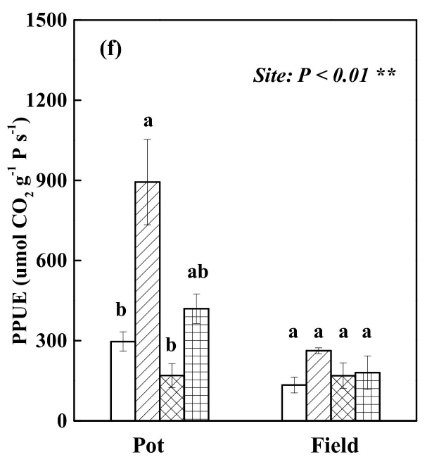 (f)
Site: P < 0.01 **
PPUE (umol CO2 g-1 P s-1)
1500
1200
900
600
300
0
b
a
b
ab
a a a a
Pot Field